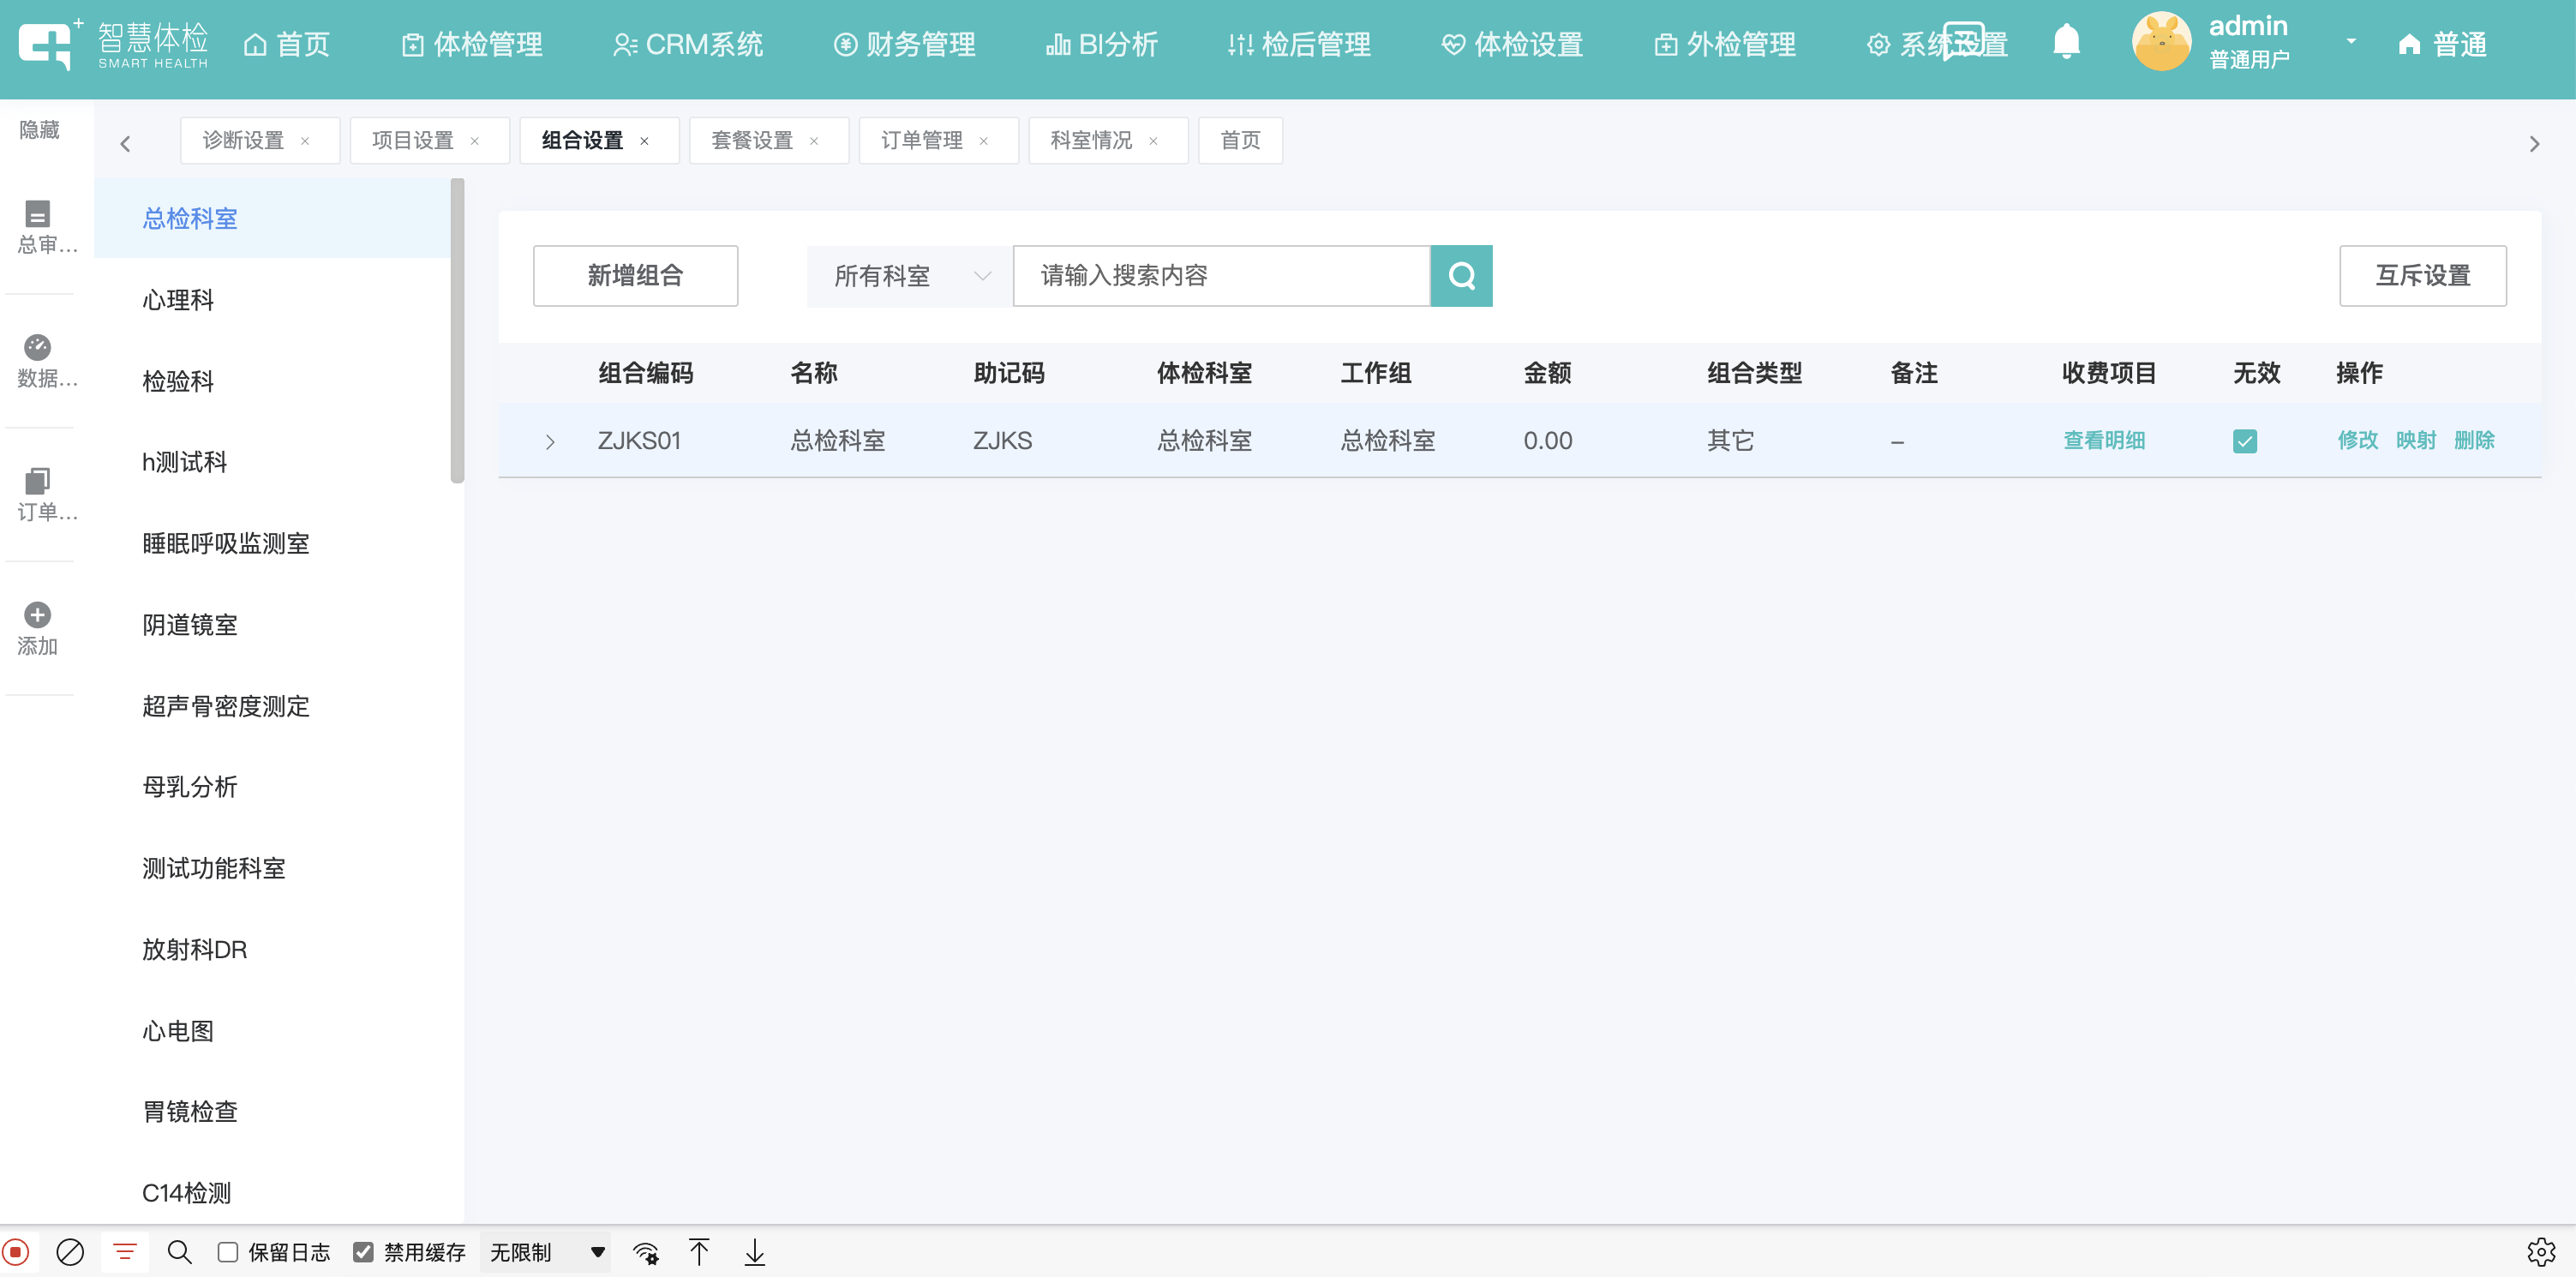 智慧体检
SMART HEALTH
首页
体检管理
CRM系统
财务管理
BI分析
检后管理
体检设置
外检管理
系统设置
admin
普通用户
普通
隐藏
诊断设置 ×
项目设置 ×
组合设置 ×
套餐设置 ×
订单管理 ×
科室情况 ×
首页
总审...
数据...
订单...
添加
总检科室
心理科
检验科
h测试科
睡眠呼吸监测室
阴道镜室
超声骨密度测定
母乳分析
测试功能科室
放射科DR
心电图
胃镜检查
C14检测
新增组合
所有科室
请输入搜索内容
互斥设置
组合编码 名称 助记码 体检科室 工作组 金额 组合类型 备注 收费项目 无效 操作
ZJKS01 总检科室 ZJKS 总检科室 总检科室 0.00 其它 – 查看明细 修改 映射 删除
保留日志 禁用缓存 无限制